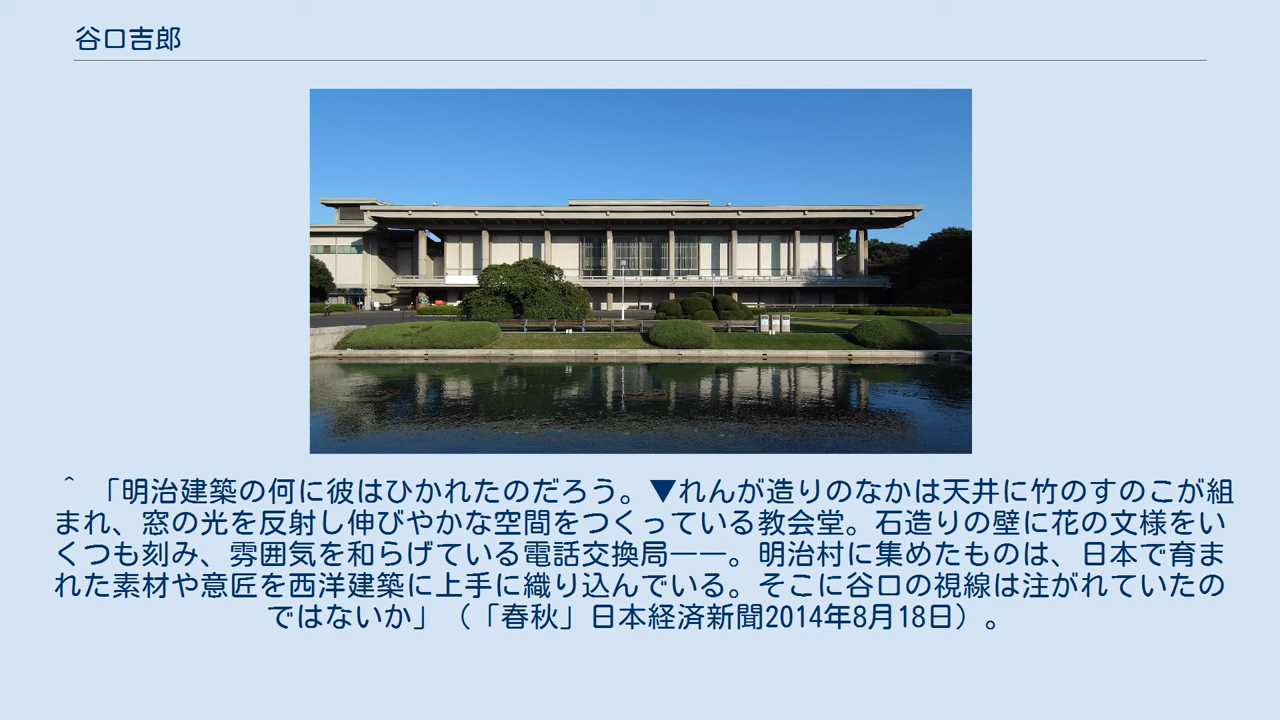 谷口吉郎
^ 「明治建築の何に彼はひかれたのだろう。▼れんが造りのなかは天井に竹のすのこが組
まれ、窓の光を反射し伸びやかな空間をつくっている教会堂。石造りの壁に花の文様をい
くつも刻み、雰囲気を和らげている電話交換局――。明治村に集めたものは、日本で育ま
れた素材や意匠を西洋建築に上手に織り込んでいる。そこに谷口の視線は注がれていたの
ではないか」（「春秋」日本経済新聞2014年8月18日）。